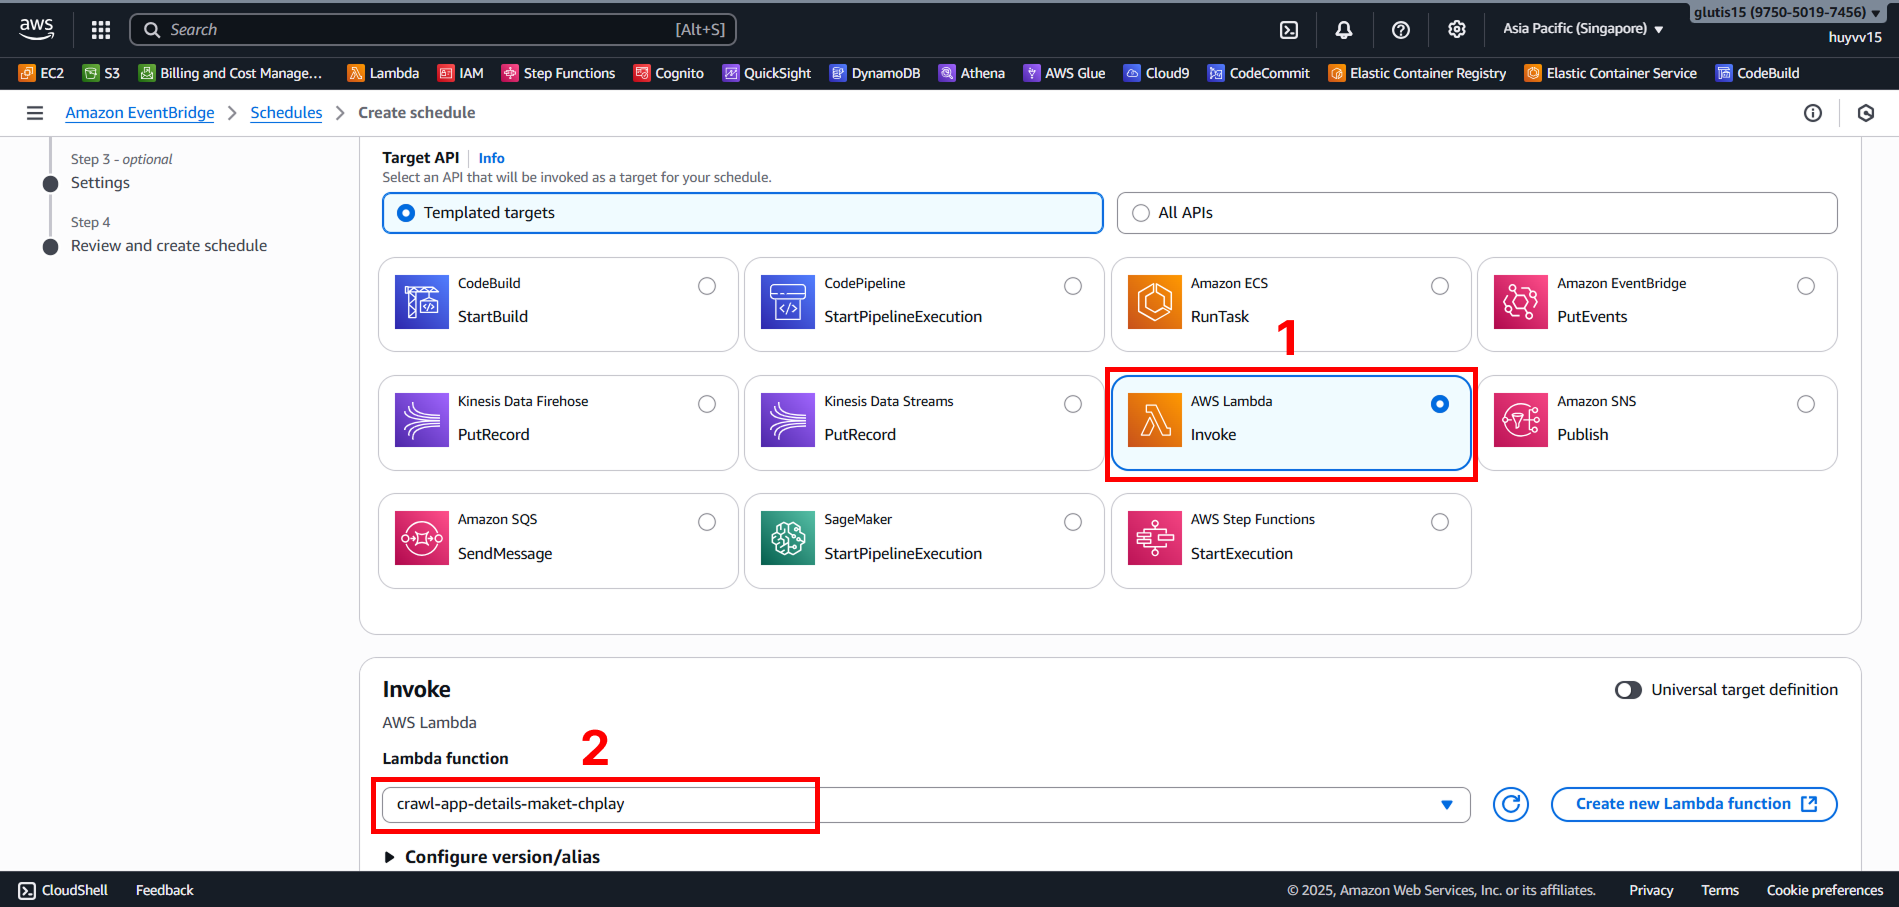 aws
Search
[Alt+S]
Asia Pacific (Singapore)
glutis15 (9750-5019-7456)
huyvv15
EC2
S3
Billing and Cost Manage...
Lambda
IAM
Step Functions
Cognito
QuickSight
DynamoDB
Athena
AWS Glue
Cloud9
CodeCommit
Elastic Container Registry
Elastic Container Service
CodeBuild
Amazon EventBridge
Schedules
Create schedule
Step 3 - optional
Settings
Step 4
Review and create schedule
Target API
Info
Select an API that will be invoked as a target for your schedule.
Templated targets
All APIs
CodeBuild
StartBuild
CodePipeline
StartPipelineExecution
Amazon ECS
RunTask
Amazon EventBridge
PutEvents
1
Kinesis Data Firehose
PutRecord
Kinesis Data Streams
PutRecord
AWS Lambda
Invoke
Amazon SNS
Publish
Amazon SQS
SendMessage
SageMaker
StartPipelineExecution
AWS Step Functions
StartExecution
Invoke
Universal target definition
AWS Lambda
Lambda function
2
crawl-app-details-maket-chplay
Create new Lambda function
Configure version/alias
CloudShell
Feedback
© 2025, Amazon Web Services, Inc. or its affiliates.
Privacy
Terms
Cookie preferences